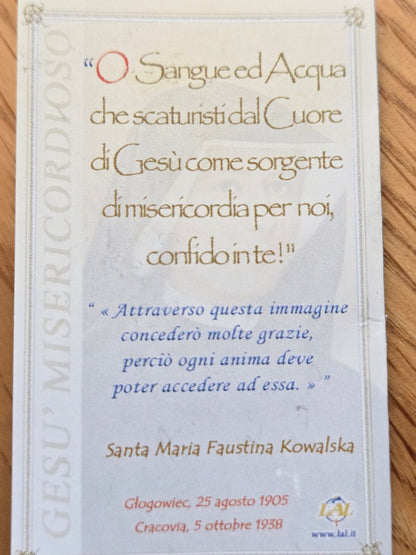 GESU' MISERICORDIOSO
“O Sangue ed Acqua
che scaturisti dal Cuore
di Gesù come sorgente
di misericordia per noi,
confido in te!"
“ « Attraverso questa immagine
concederò molte grazie,
perciò ogni anima deve
poter accedere ad essa. » ”
Santa Maria Faustina Kowalska
Głogowiec, 25 agosto 1905
Cracovia, 5 ottobre 1938
LAL
www.lal.it